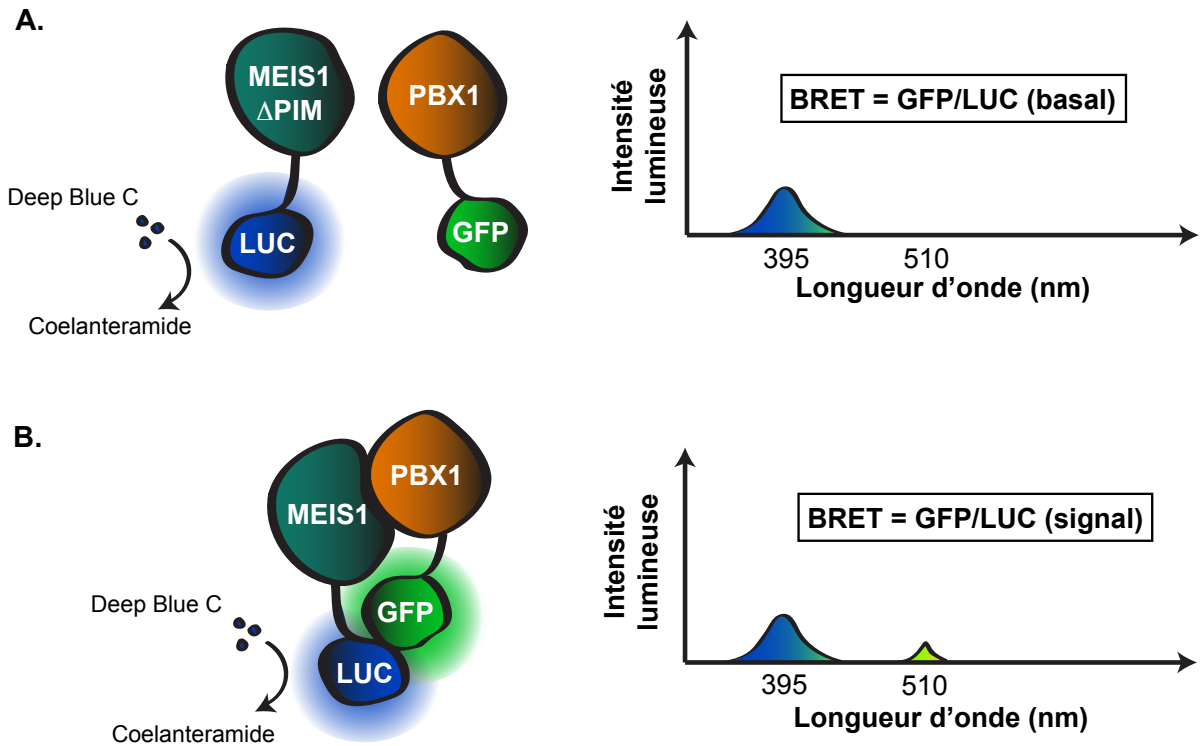 A.
MEIS1
ΔPIM
PBX1
Deep Blue C
LUC
GFP
Coelanteramide
Intensité
lumineuse
BRET = GFP/LUC (basal)
395
510
Longueur d’onde (nm)
B.
PBX1
MEIS1
Deep Blue C
GFP
LUC
Coelanteramide
Intensité
lumineuse
BRET = GFP/LUC (signal)
395
510
Longueur d’onde (nm)